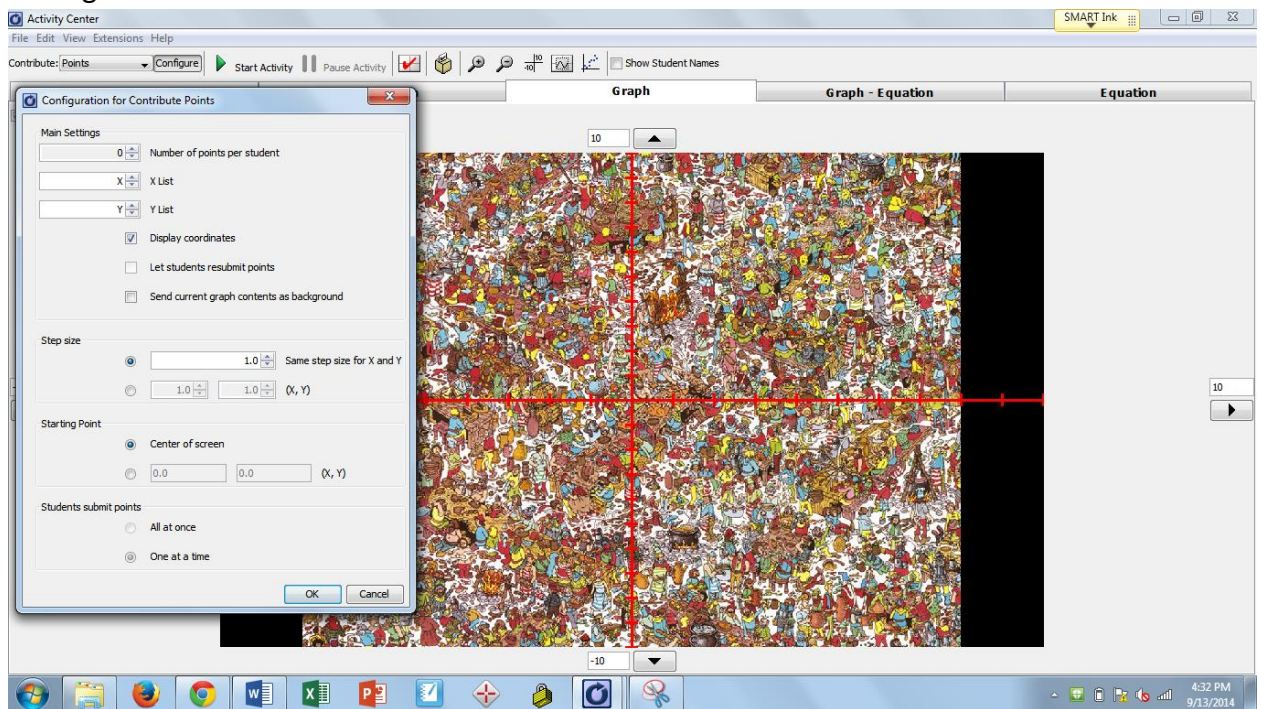 Activity Center
SMART Ink
File Edit View Extensions Help
Contribute: Points Configure Start Activity Pause Activity Show Student Names
Graph Graph - Equation Equation
Configuration for Contribute Points
Main Settings
0 Number of points per student
X X List
Y Y List
Display coordinates
Let students resubmit points
Send current graph contents as background
Step size
1.0 Same step size for X and Y
1.0 1.0 (X, Y)
Starting Point
Center of screen
0.0 0.0 (X, Y)
Students submit points
All at once
One at a time
OK Cancel
10
10
-10
4:32 PM
9/13/2014